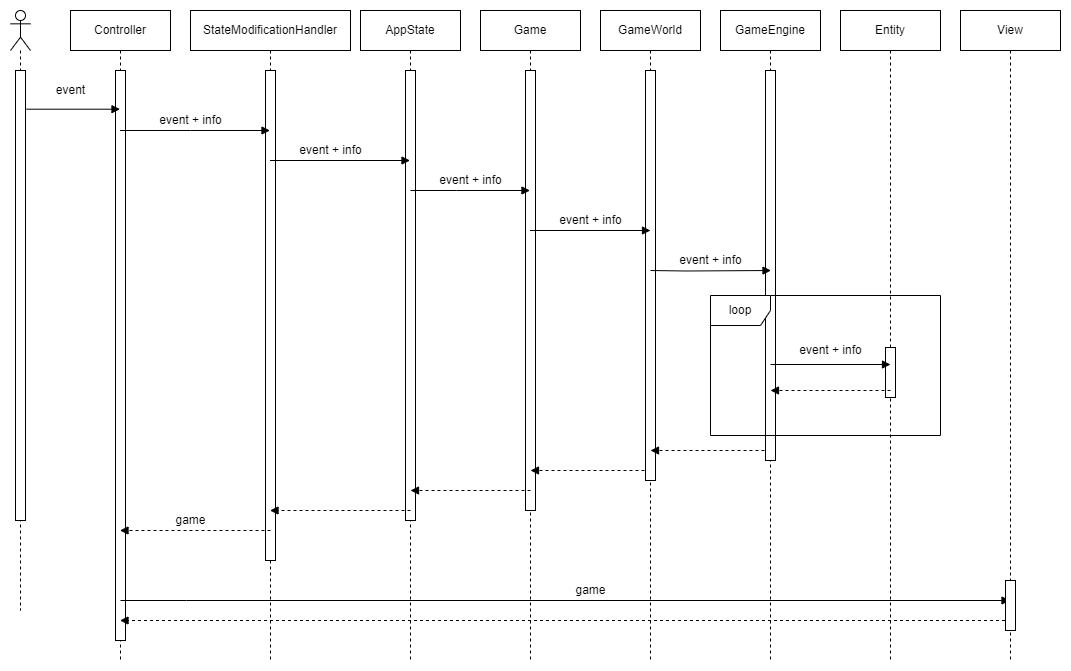 Controller
StateModificationHandler
AppState
Game
GameWorld
GameEngine
Entity
View
event
event + info
event + info
event + info
event + info
event + info
loop
event + info
game
game